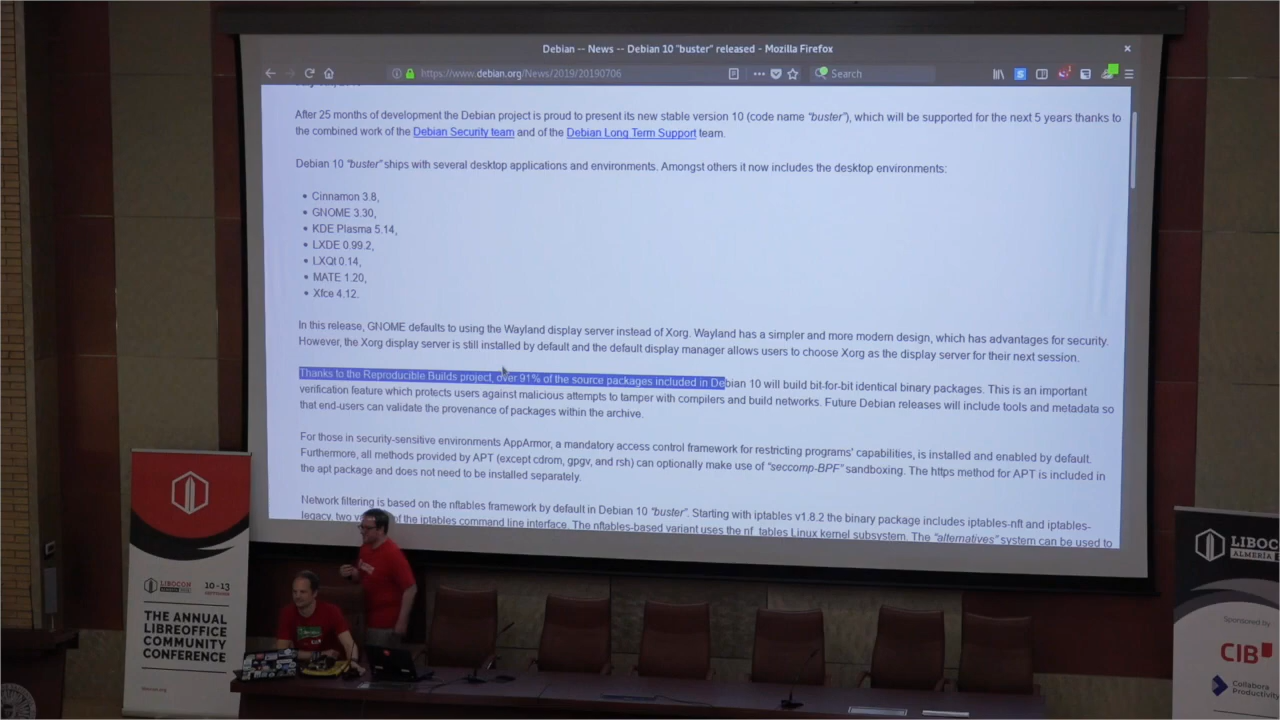 Debian -- News -- Debian 10 "buster" released - Mozilla Firefox
https://www.debian.org/News/2019/20190706
Search
After 25 months of development the Debian project is proud to present its new stable version 10 (code name "buster"), which will be supported for the next 5 years thanks to
the combined work of the Debian Security team and of the Debian Long Term Support team.
Debian 10 "buster" ships with several desktop applications and environments. Amongst others it now includes the desktop environments:
• Cinnamon 3.8,
• GNOME 3.30,
• KDE Plasma 5.14,
• LXDE 0.99.2,
• LXQt 0.14,
• MATE 1.20,
• Xfce 4.12.
In this release, GNOME defaults to using the Wayland display server instead of Xorg. Wayland has a simpler and more modern design, which has advantages for security.
However, the Xorg display server is still installed by default and the default display manager allows users to choose Xorg as the display server for their next session.
Thanks to the Reproducible Builds project, over 91% of the source packages included in Debian 10 will build bit-for-bit identical binary packages. This is an important
verification feature which protects users against malicious attempts to tamper with compilers and build networks. Future Debian releases will include tools and metadata so
that end-users can validate the provenance of packages within the archive.
For those in security-sensitive environments AppArmor, a mandatory access control framework for restricting programs' capabilities, is installed and enabled by default.
Furthermore, all methods provided by APT (except cdrom, gpgv, and rsh) can optionally make use of "seccomp-BPF" sandboxing. The https method for APT is included in
the apt package and does not need to be installed separately.
Network filtering is based on the nftables framework by default in Debian 10 "buster". Starting with iptables v1.8.2 the binary package includes iptables-nft and iptables-
legacy, two of the iptables command line interface. The nftables-based variant uses the nf_tables Linux kernel subsystem. The "alternatives" system can be used to
LIBOCON
ALMERÍA
10-13
THE ANNUAL
LIBREOFFICE
COMMUNITY
CONFERENCE
LIBOC
ALMERÍA
Sponsored by
CIB
Collabora
Productivity